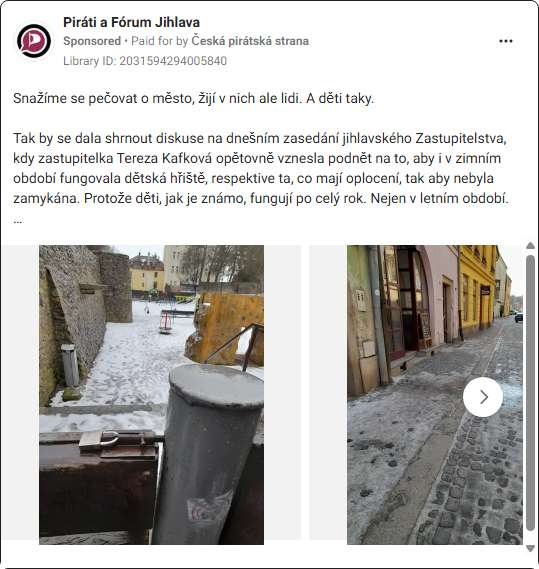 Piráti a Fórum Jihlava
Sponsored • Paid for by Česká pirátská strana
Library ID: 2031594294005840
Snažíme se pečovat o město, žijí v nich ale lidi. A děti taky.
Tak by se dala shrnout diskuse na dnešním zasedání jihlavského Zastupitelstva,
kdy zastupitelka Tereza Kafková opětovně vznesla podnět na to, aby i v zimním
období fungovala dětská hřiště, respektive ta, co mají oplocení, tak aby nebyla
zamykána. Protože děti, jak je známo, fungují po celý rok. Nejen v letním období.
...